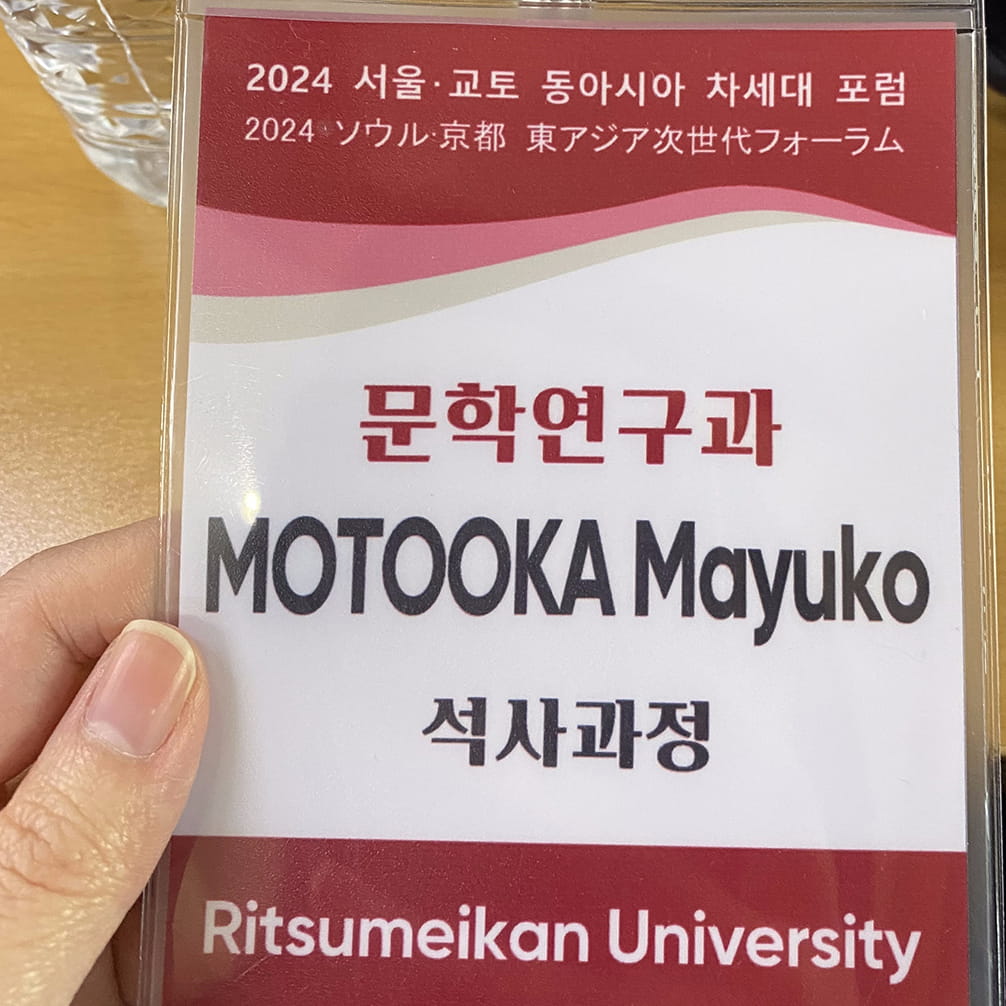 2024 서울·교토 동아시아 차세대 포럼
2024 ソウル·京都 東アジア次世代フォーラム
문학연구과
MOTOOKA Mayuko
석사과정
Ritsumeikan University